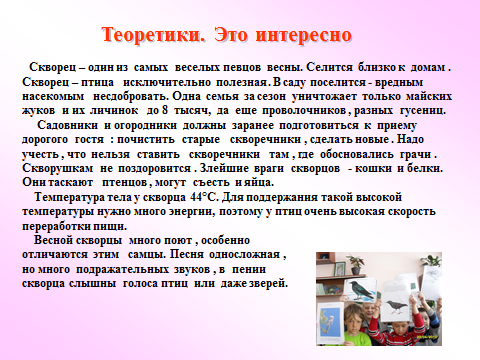 Теоретики. Это интересно
Скворец – один из самых веселых певцов весны. Селится близко к домам .
Скворец – птица исключительно полезная. В саду поселится - вредным
насекомым несдобровать. Одна семья за сезон уничтожает только майских
жуков и их личинок до 8 тысяч, да еще проволочников , разных гусениц.
Садовники и огородники должны заранее подготовиться к приему
дорогого гостя : почистить старые скворечники , сделать новые . Надо
учесть , что нельзя ставить скворечники там , где обосновались грачи .
Скворушкам не поздоровится . Злейшие враги скворцов - кошки и белки.
Они таскают птенцов , могут съесть и яйца.
Температура тела у скворца 44°С. Для поддержания такой высокой
температуры нужно много энергии, поэтому у птиц очень высокая скорость
переработки пищи.
Весной скворцы много поют , особенно
отличаются этим самцы. Песня односложная ,
но много подражательных звуков , в пении
скворца слышны голоса птиц или даже зверей.